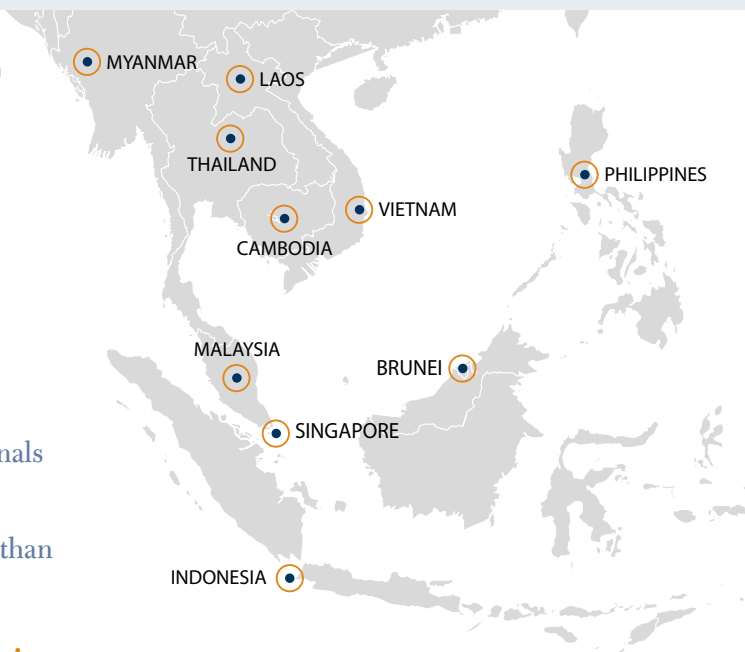 MYANMAR
LAOS
THAILAND
PHILIPPINES
VIETNAM
CAMBODIA
MALAYSIA
BRUNEI
SINGAPORE
nals
than
INDONESIA